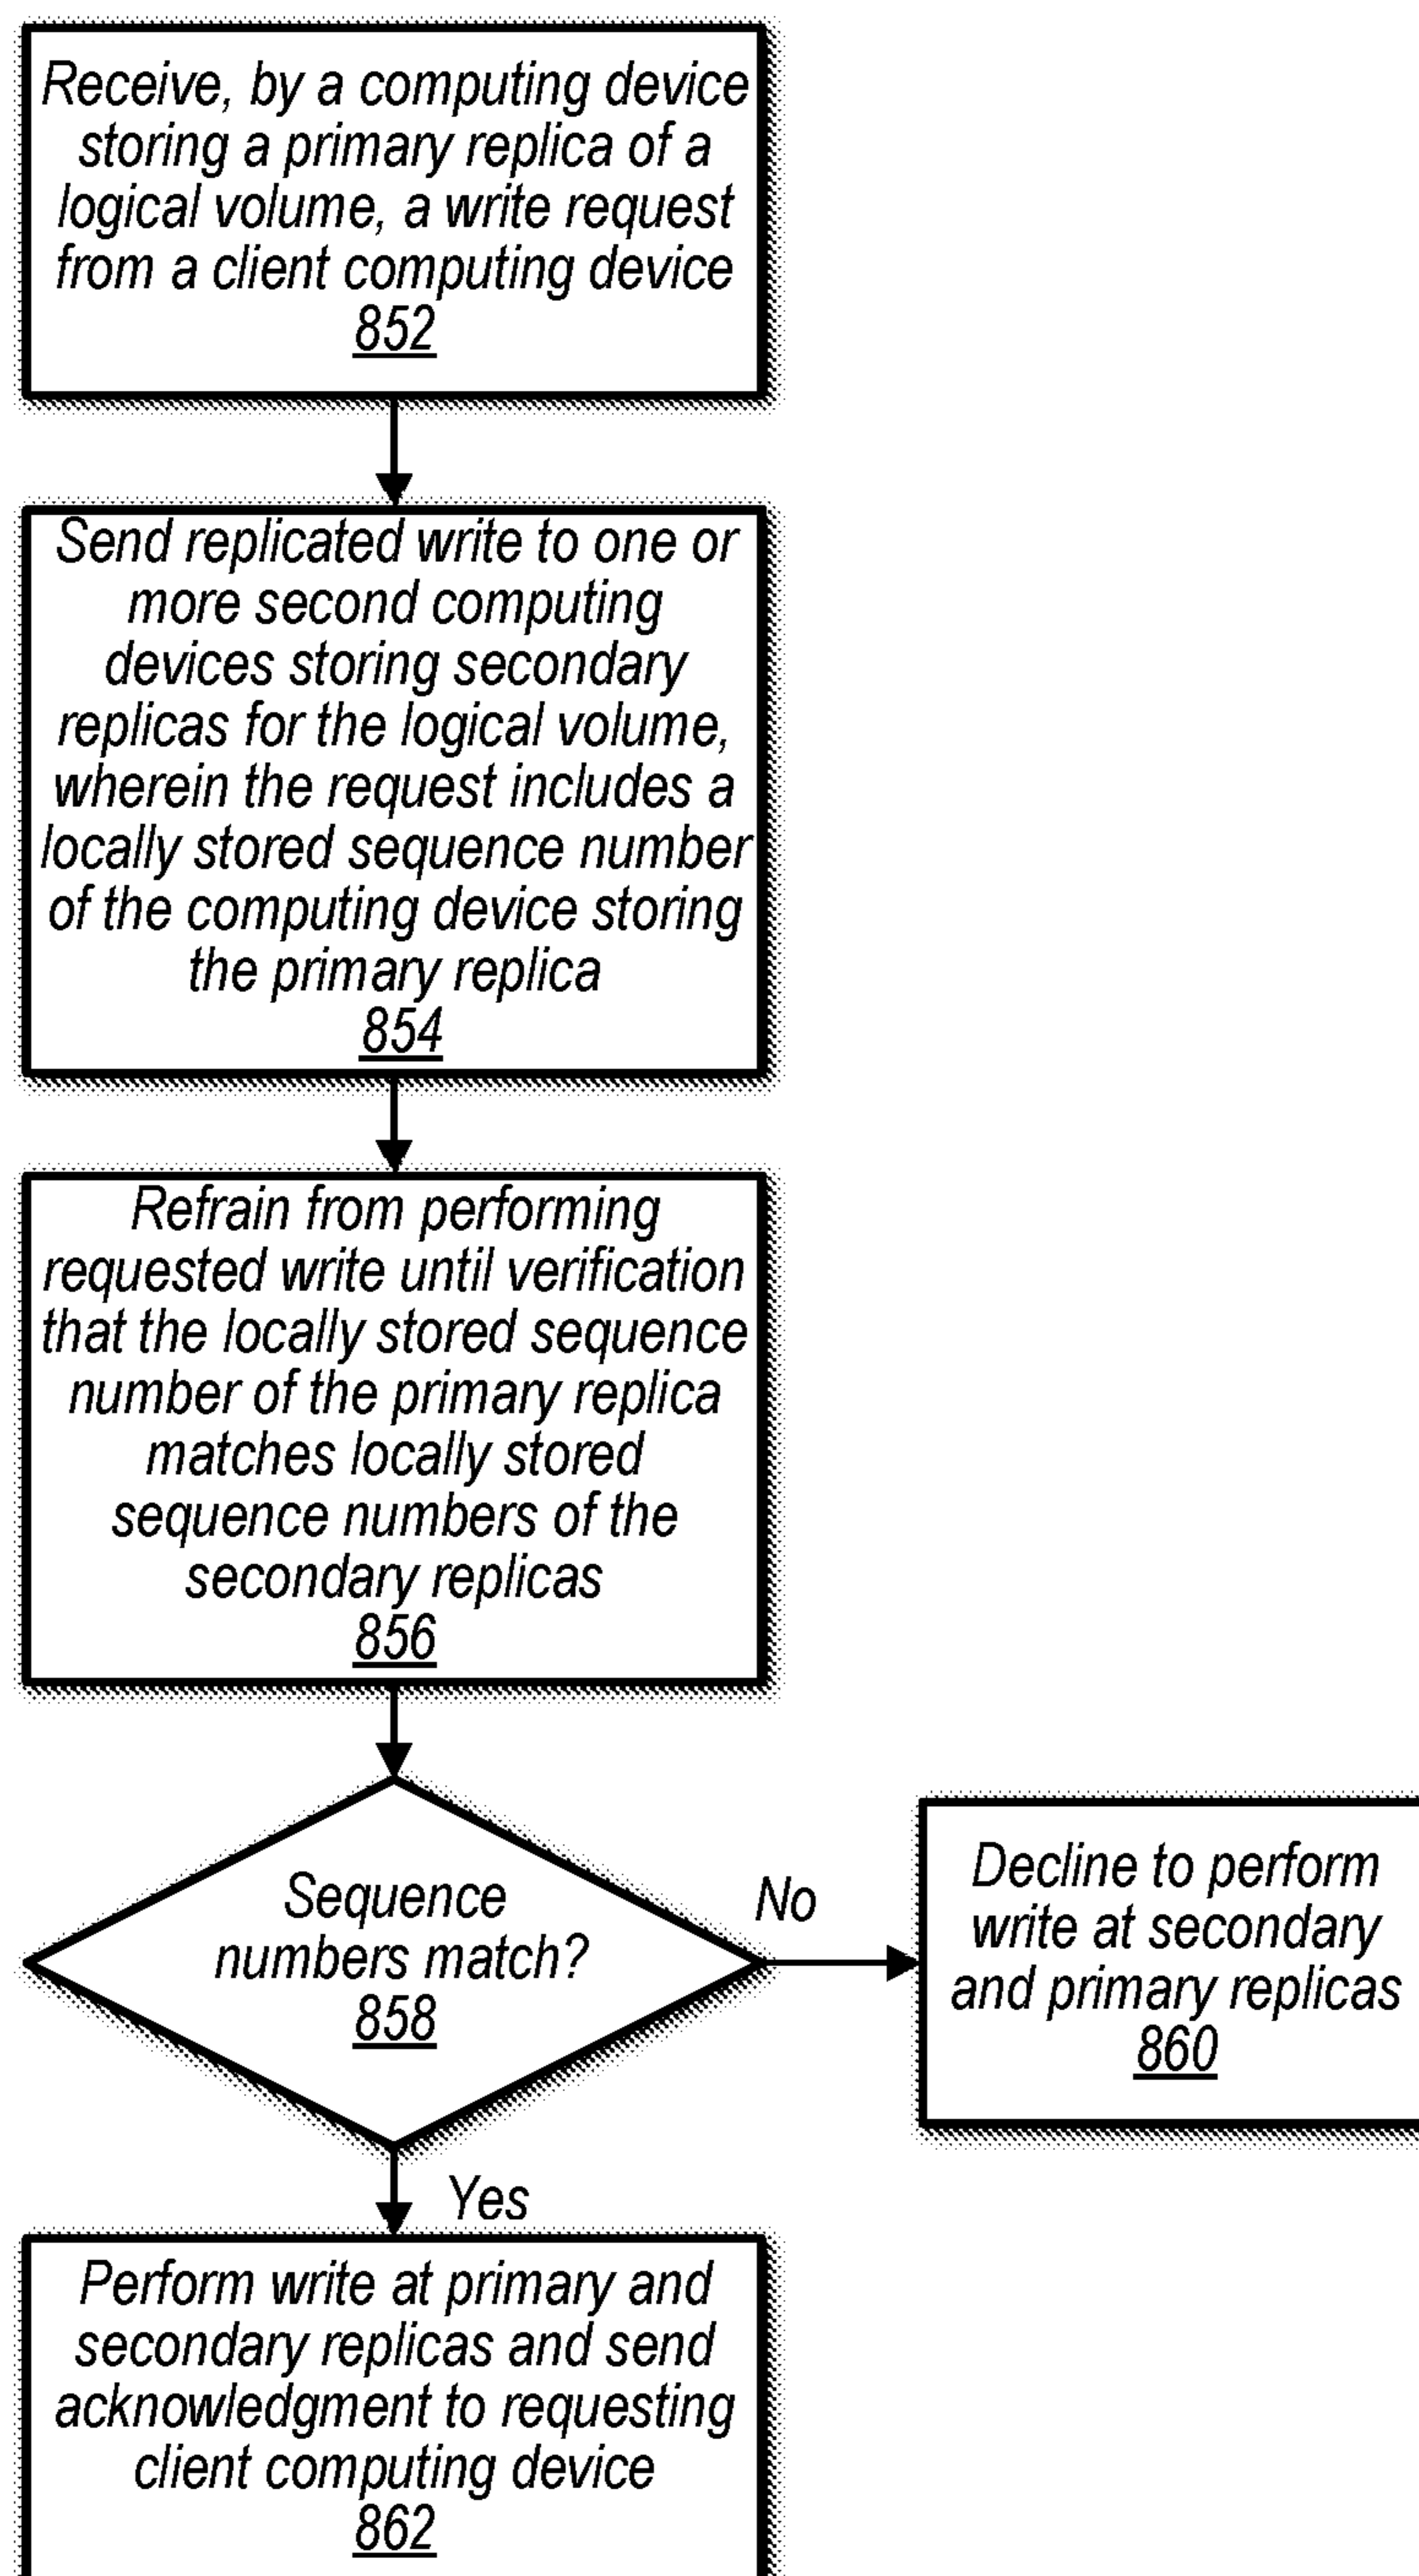 Receive, by a computing device
storing a primary replica of a
logical volume, a write request
from a client computing device
852
Send replicated write to one or
more second computing
devices storing secondary
replicas for the logical volume,
wherein the request includes a
locally stored sequence number
of the computing device storing
the primary replica
854
Refrain from performing
requested write until verification
that the locally stored sequence
number of the primary replica
matches locally stored
sequence numbers of the
secondary replicas
856
Sequence
numbers match?
858
No
Decline to perform
write at secondary
and primary replicas
860
Yes
Perform write at primary and
secondary replicas and send
acknowledgment to requesting
client computing device
862